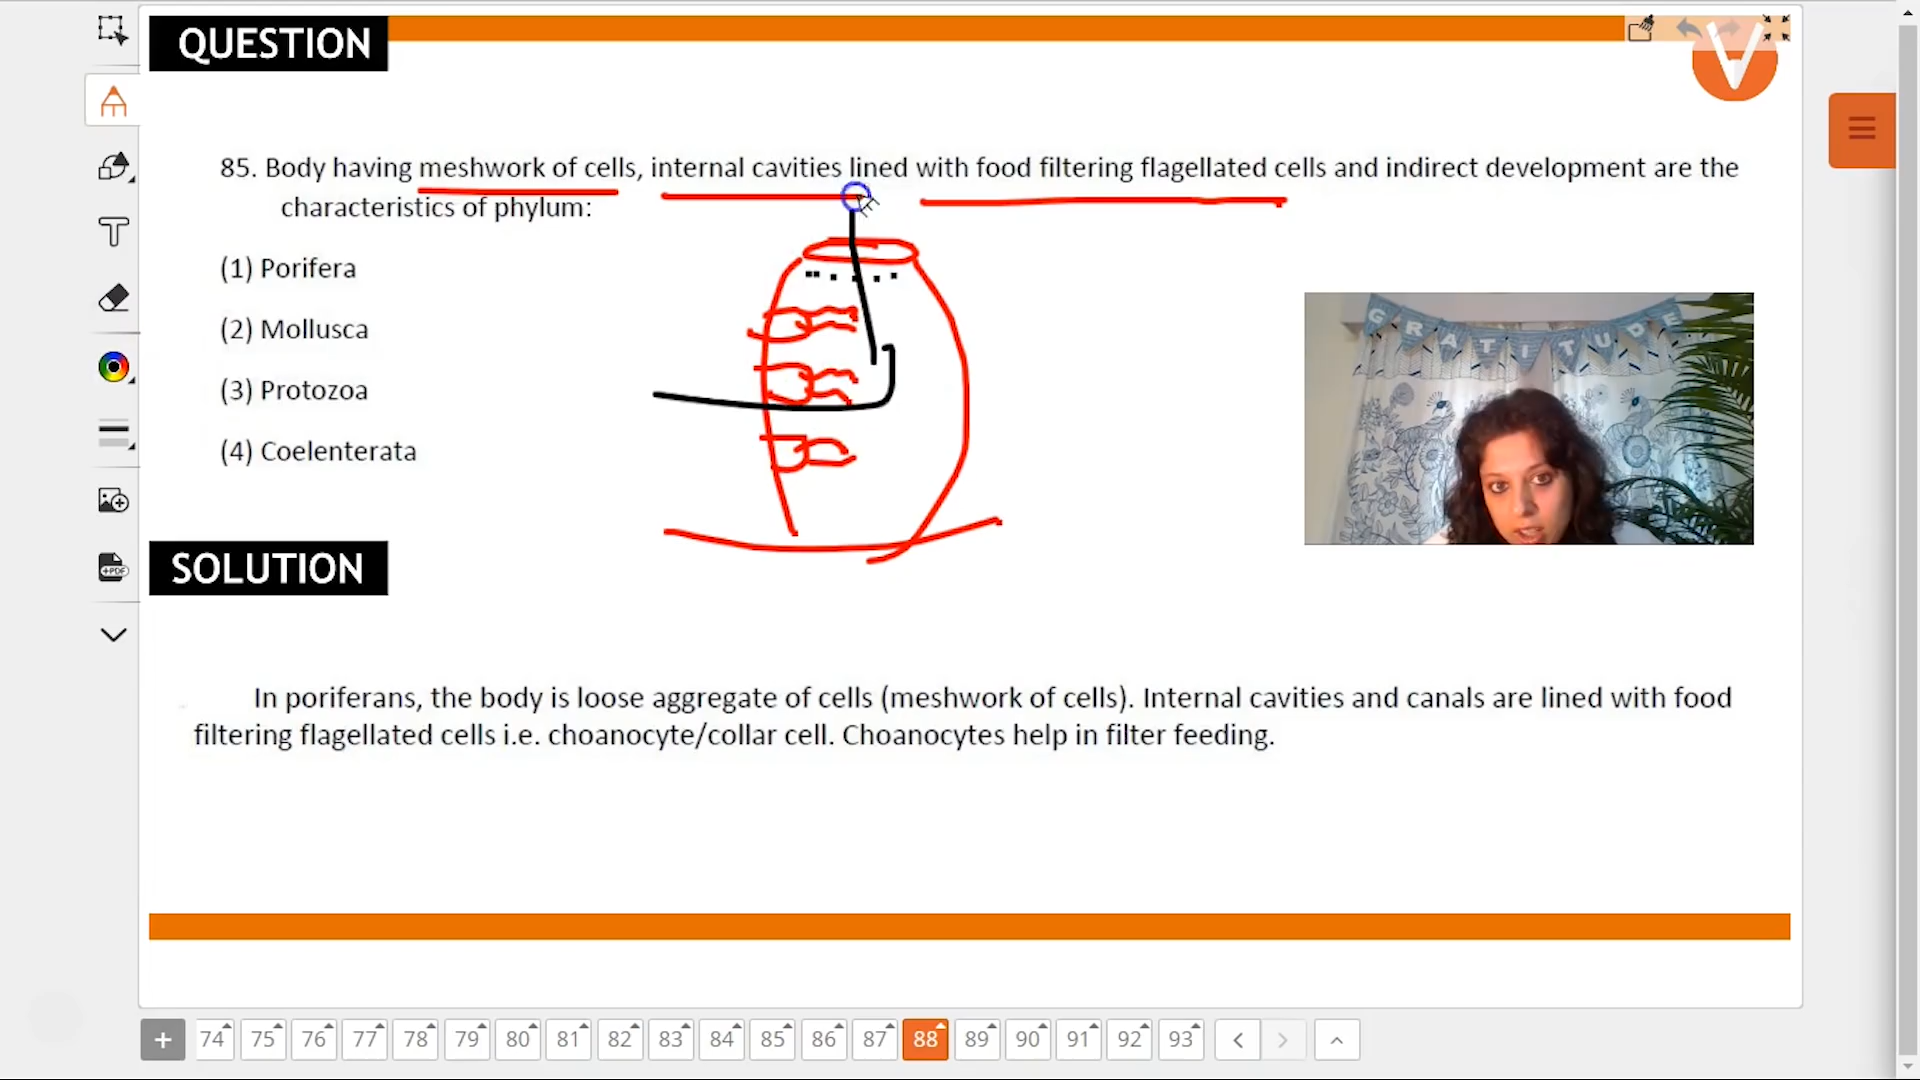 QUESTION
85. Body having meshwork of cells, internal cavities lined with food filtering flagellated cells and indirect development are the
characteristics of phylum:
(1) Porifera
(2) Mollusca
(3) Protozoa
(4) Coelenterata
GRATITUDE
SOLUTION
In poriferans, the body is loose aggregate of cells (meshwork of cells). Internal cavities and canals are lined with food
filtering flagellated cells i.e. choanocyte/collar cell. Choanocytes help in filter feeding.
+PDF
+ 74 75 76 77 78 79 80 81 82 83 84 85 86 87 88 89 90 91 92 93